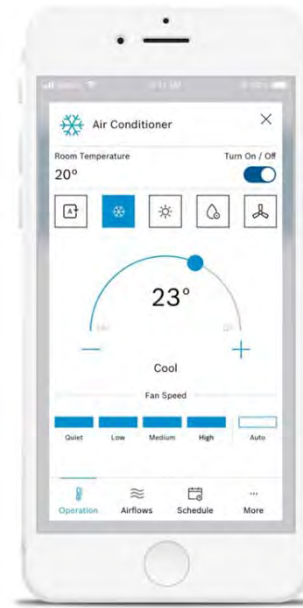 Air Conditioner
Room Temperature
Turn On / Off
20°
A
23°
Cool
Fan Speed
Quiet Low Medium High Auto
Operation Airflows Schedule More